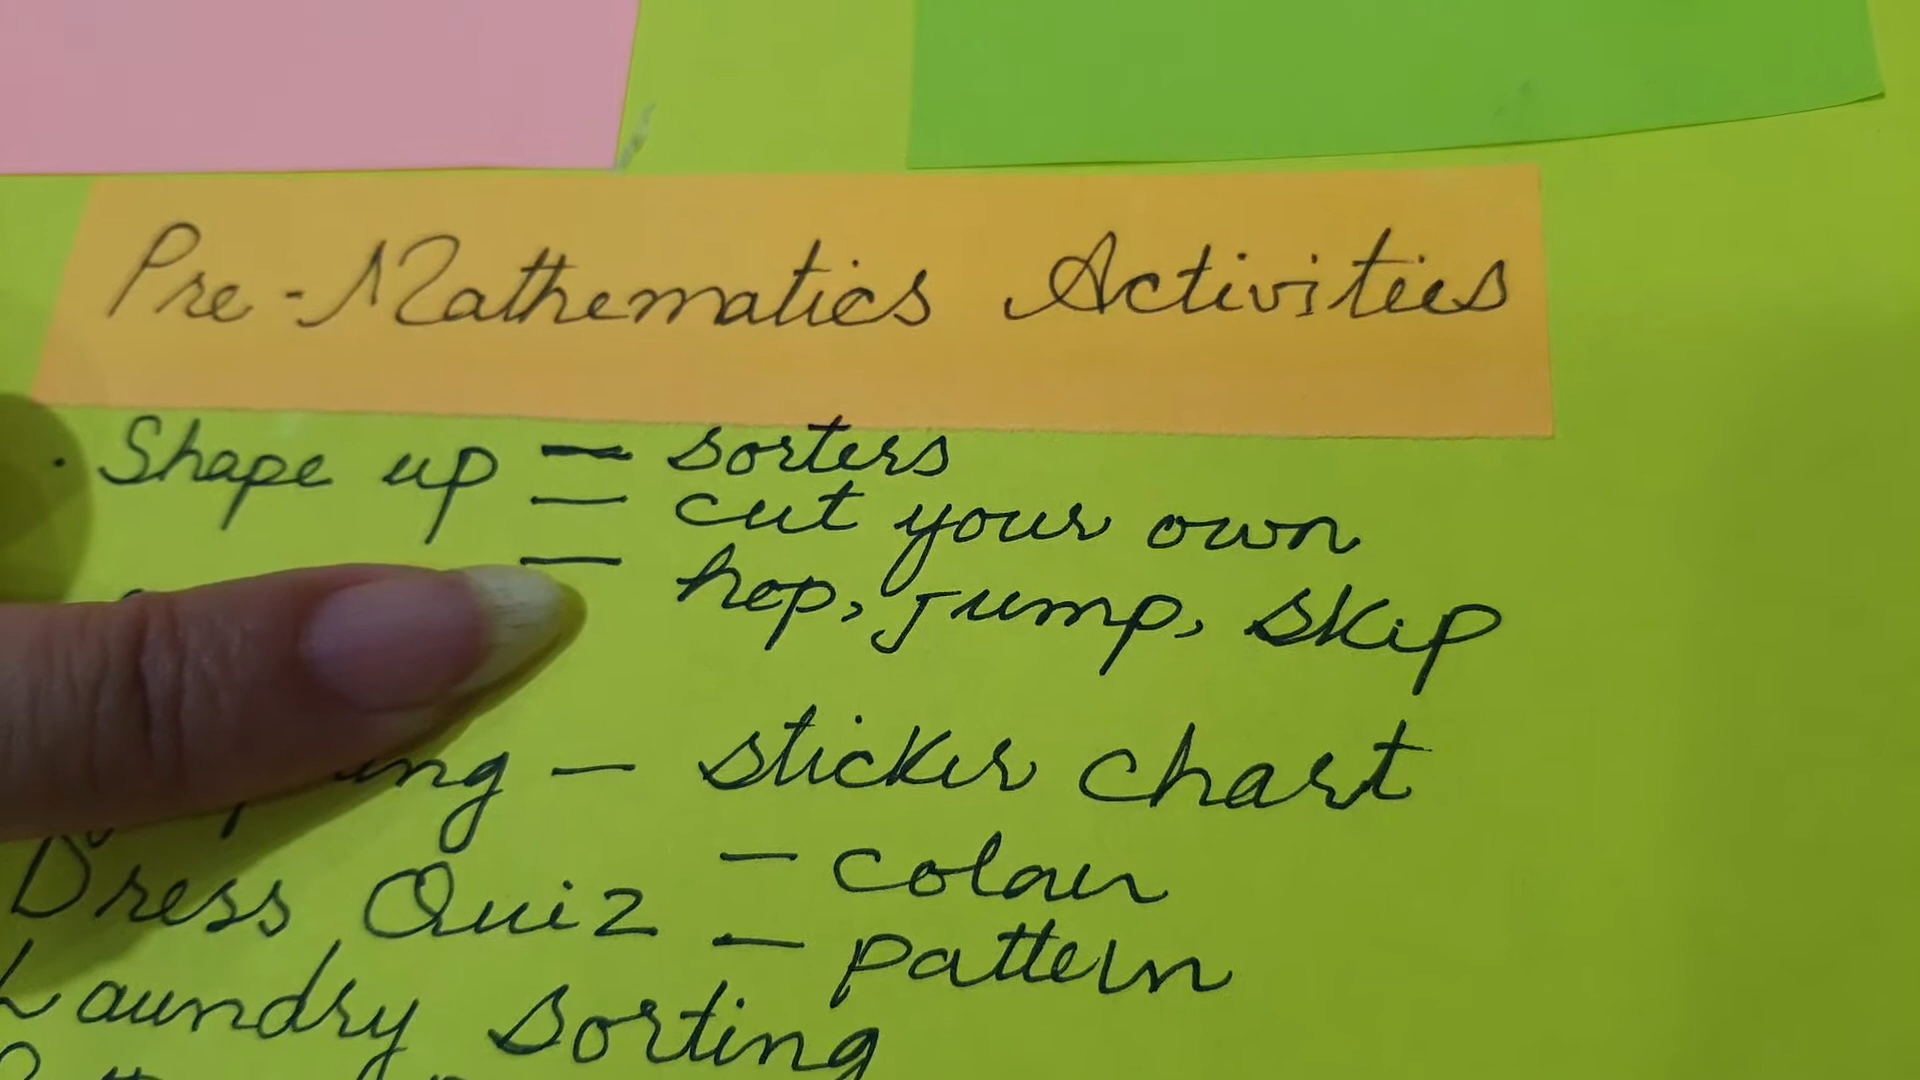 Pre-Mathematics Activities
. Shape up - sorters
- cut your own
- hop, Jump, Skip
- sticker chart
- colour
Dress Quiz
- pattern
Laundry Sorting